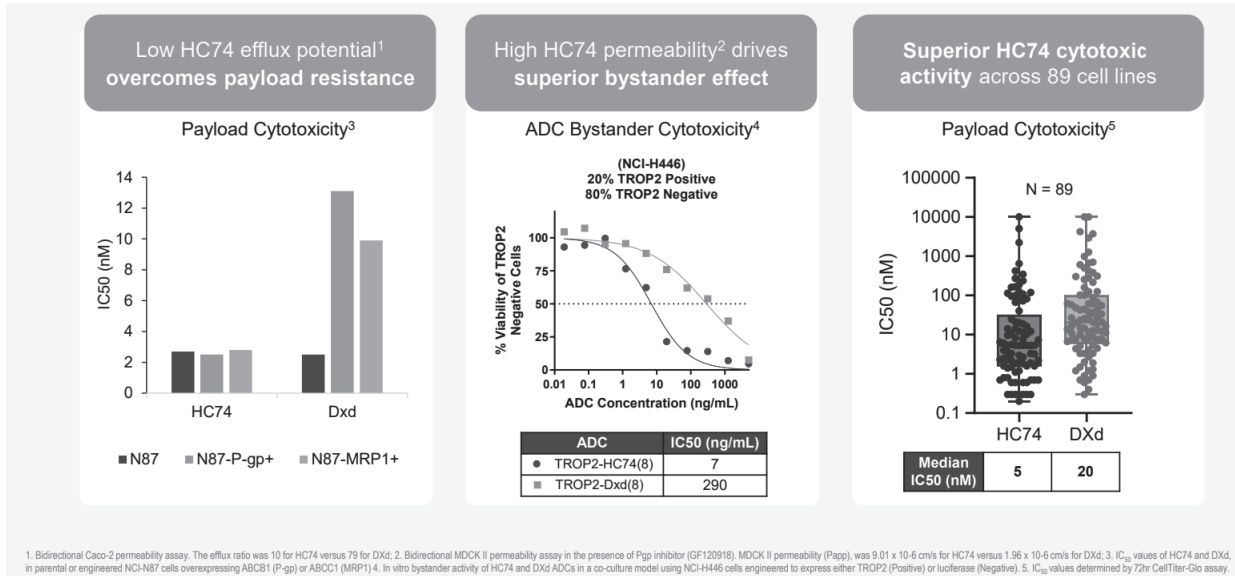 Low HC74 efflux potential1
overcomes payload resistance
Payload Cytotoxicity3
IC50 (nM)
14
12
10
8
6
4
2
0
HC74
Dxd
N87
N87-P-gp+
N87-MRP1+
High HC74 permeability2 drives
superior bystander effect
ADC Bystander Cytotoxicity4
(NCI-H446)
20% TROP2 Positive
80% TROP2 Negative
% Viability of TROP2
Negative Cells
100
75
50
25
0
0.01 0.1 1 10 100 1000
ADC Concentration (ng/mL)
ADC IC50 (ng/mL)
TROP2-HC74(8) 7
TROP2-Dxd(8) 290
Superior HC74 cytotoxic
activity across 89 cell lines
Payload Cytotoxicity5
N = 89
IC50 (nM)
100000
10000
1000
100
10
1
0.1
HC74 DXd
Median
IC50 (nM)
5 20
1. Bidirectional Caco-2 permeability assay. The efflux ratio was 10 for HC74 versus 79 for DXd; 2. Bidirectional MDCK II permeability assay in the presence of Pgp inhibitor (GF120918). MDCK II permeability (Papp), was 9.01 x 10-6 cm/s for HC74 versus 1.96 x 10-6 cm/s for DXd; 3. IC50 values of HC74 and DXd,
in parental or engineered NCI-N87 cells overexpressing ABCB1 (P-gp) or ABCC1 (MRP1) 4. In vitro bystander activity of HC74 and DXd ADCs in a co-culture model using NCI-H446 cells engineered to express either TROP2 (Positive) or luciferase (Negative). 5. IC50 values determined by 72hr CellTiter-Glo assay.